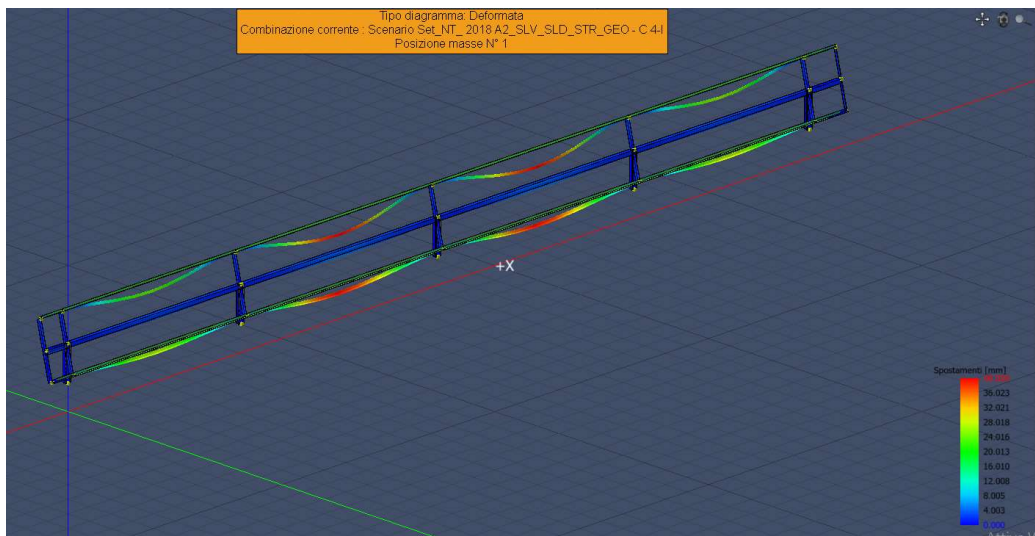 Tipo diagramma: Deformata
Combinazione corrente : Scenario Set_NT_ 2018 A2_SLV_SLD_STR_GEO - C 4-I
Posizione masse N° 1
+X
Spostamenti [mm]
36.023
32.021
28.018
24.016
20.013
16.010
12.008
8.005
4.003
0.000